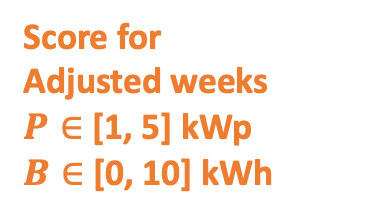 Score for
Adjusted weeks
P ∈ [1, 5] kWp
B ∈ [0, 10] kWh